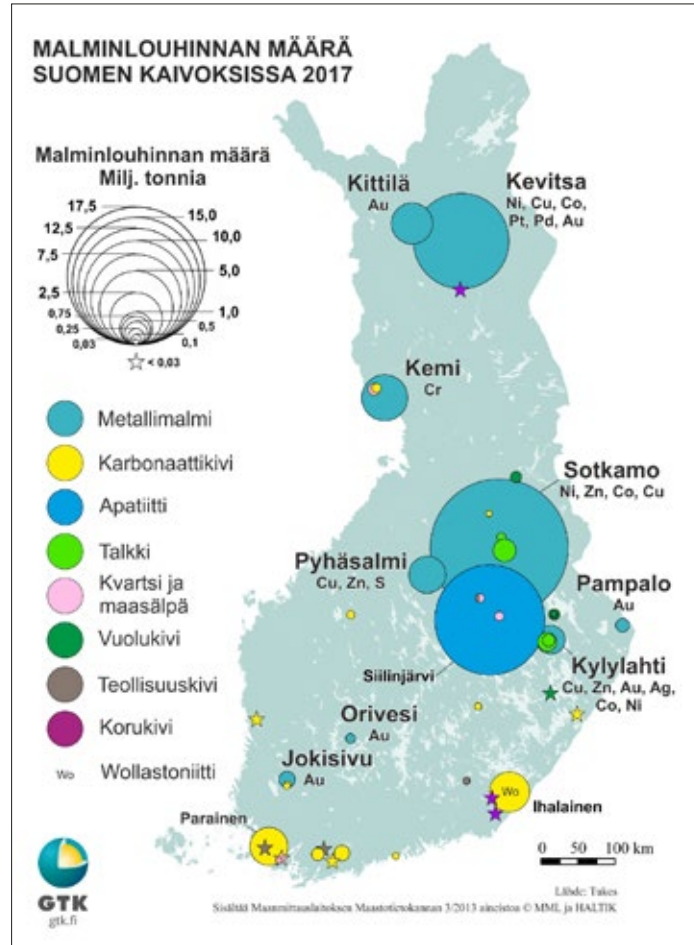 MALMINLOUHINNAN MÄÄRÄ
SUOMEN KAIVOKSISSA 2017
Malminlouhinnan määrä
Milj. tonnia
17,5
15,0
12,5
10,0
7,5
5,0
2,5
1,0
0,75
0,5
0,25
0,1
0,03
< 0,03
Kittilä
Au
Kevitsa
Ni, Cu, Co,
Pt, Pd, Au
Kemi
Cr
Metallimalmi
Karbonaattikivi
Apatiitti
Talkki
Kvartsi ja
maasälpä
Vuolukivi
Teollisuuskivi
Korukivi
Wo Wollastoniitti
Sotkamo
Ni, Zn, Co, Cu
Pyhäsalmi
Cu, Zn, S
Pampalo
Au
Siilinjärvi
Kylylahti
Cu, Zn, Au, Ag,
Co, Ni
Orivesi
Au
Jokisivu
Au
Wo
Ihalainen
Parainen
0 50 100 km
GTK
gtk.fi
Lähde: Tukes
Sisältää Maanmittauslaitoksen Maastotietokannan 3/2013 aineistoa © MML ja HALTIK